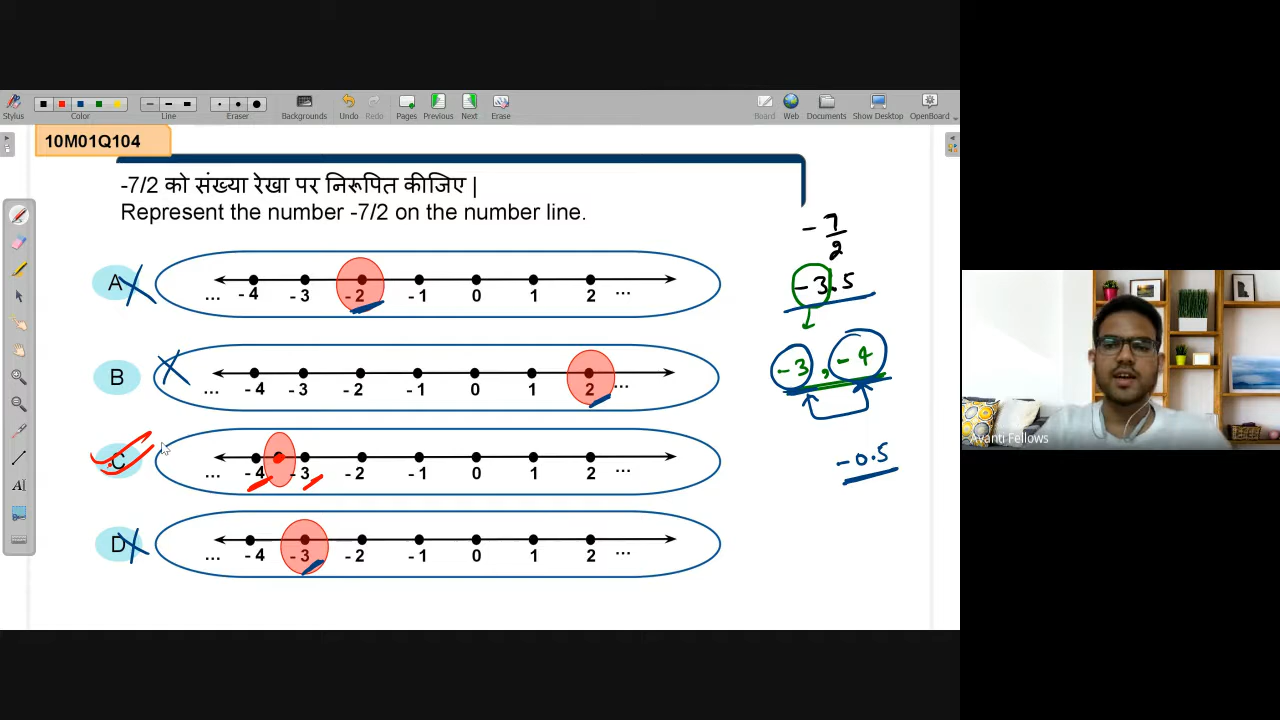 Stylus
Color
Line
Eraser
Backgrounds
Undo
Redo
Pages
Previous
Next
Erase
Board
Web
Documents
Show Desktop
OpenBoard
10M01Q104
-7/2 को संख्या रेखा पर निरूपित कीजिए |
Represent the number -7/2 on the number line.
A
... -4 -3 -2 -1 0 1 2 ...
B
... -4 -3 -2 -1 0 1 2 ...
C
... -4 -3 -2 -1 0 1 2 ...
D
... -4 -3 -2 -1 0 1 2 ...
-7/2
-3.5
-3, -4
-0.5
Avanti Fellows